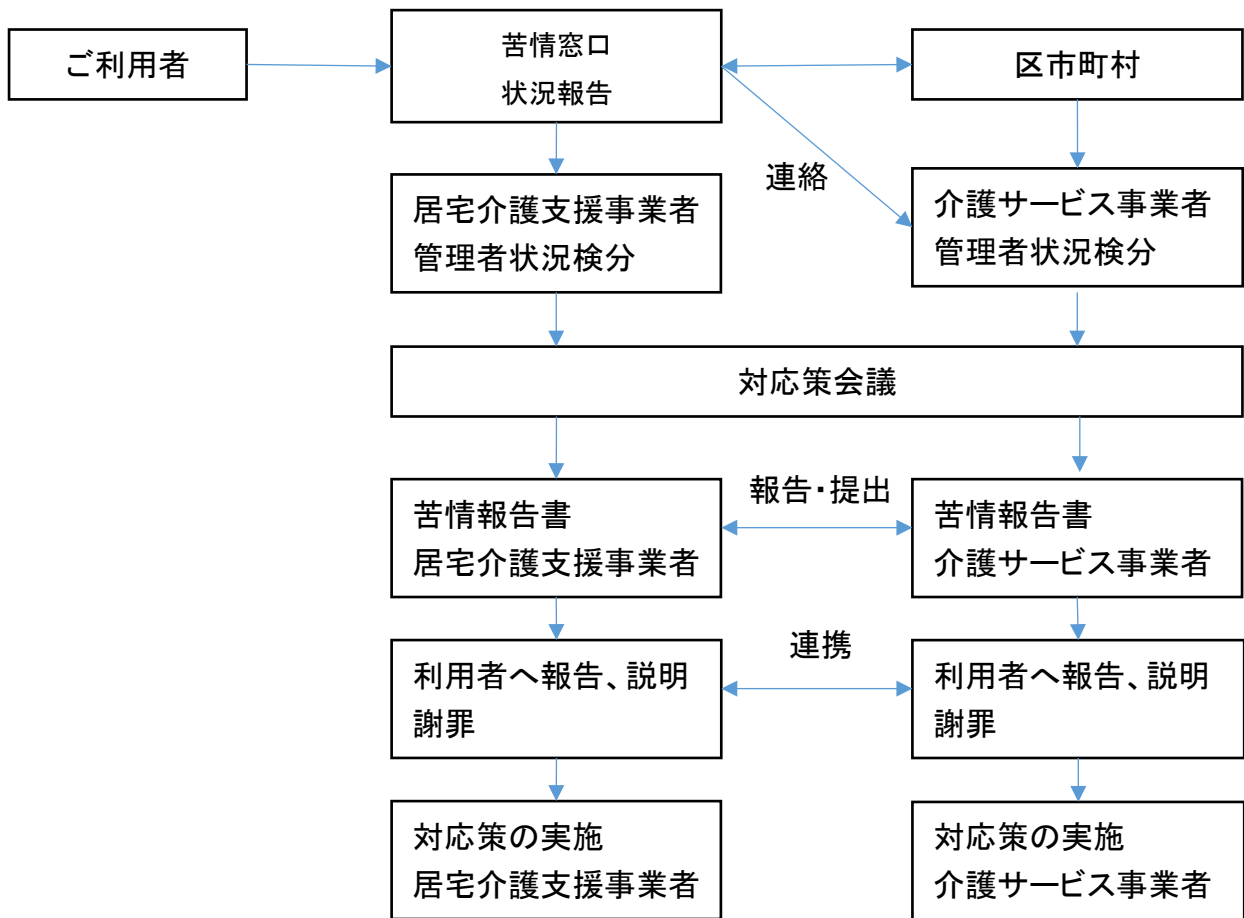 ご利用者
苦情窓口
状況報告
区市町村
連絡
居宅介護支援事業者
管理者状況検分
介護サービス事業者
管理者状況検分
対応策会議
報告・提出
苦情報告書
居宅介護支援事業者
苦情報告書
介護サービス事業者
連携
利用者へ報告、説明
謝罪
利用者へ報告、説明
謝罪
対応策の実施
居宅介護支援事業者
対応策の実施
介護サービス事業者